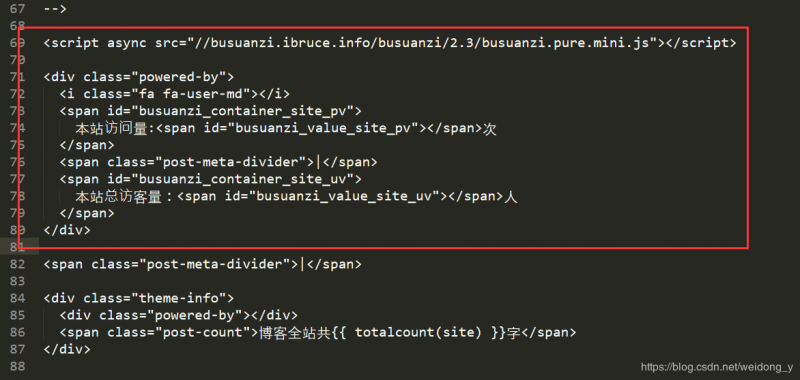 67 -->
68
69 <script async src="//busuanzi.ibruce.info/busuanzi/2.3/busuanzi.pure.mini.js"></script>
70
71 <div class="powered-by">
72   <i class="fa fa-user-md"></i>
73   <span id="busuanzi_container_site_pv">
74     本站访问量:<span id="busuanzi_value_site_pv"></span>次
75   </span>
76   <span class="post-meta-divider">|</span>
77   <span id="busuanzi_container_site_uv">
78     本站总访客量：<span id="busuanzi_value_site_uv"></span>人
79   </span>
80 </div>
81
82 <span class="post-meta-divider">|</span>
83
84 <div class="theme-info">
85   <div class="powered-by"></div>
86   <span class="post-count">博客全站共{{ totalcount(site) }}字</span>
87 </div>
88
https://blog.csdn.net/weidong_y